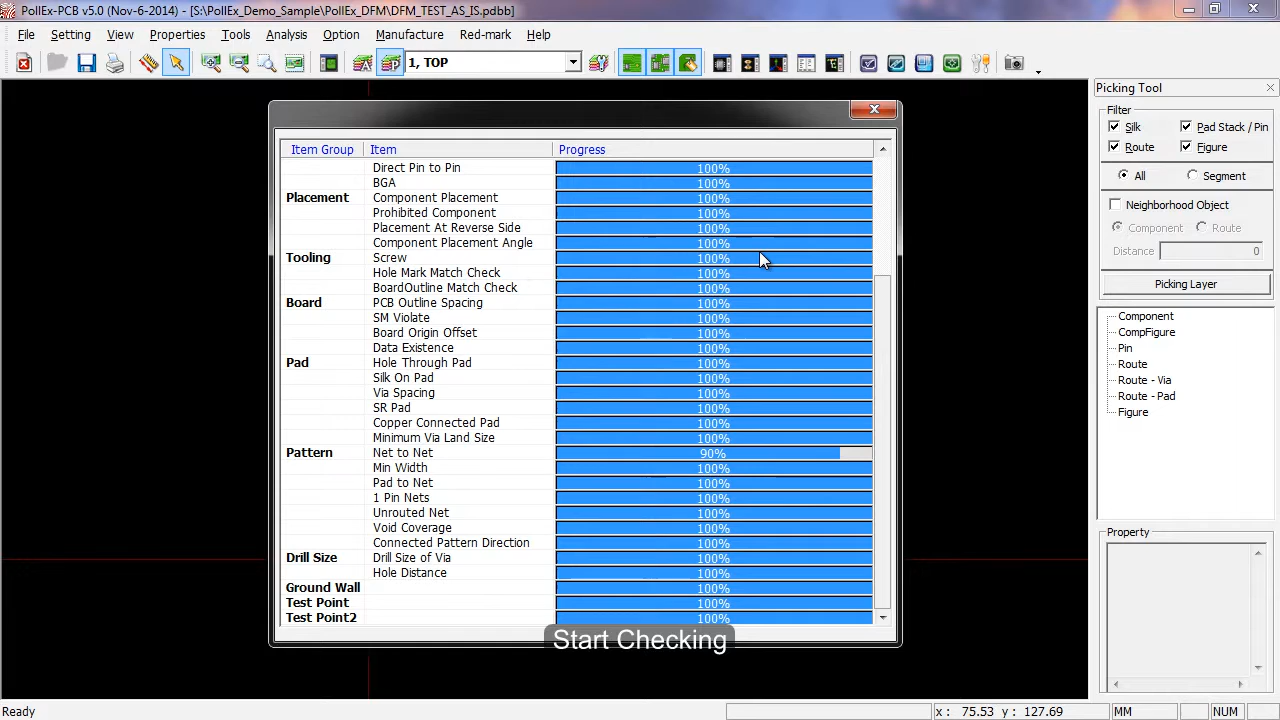 PollEx-PCB v5.0 (Nov-6-2014) - [S:\PollEx_Demo_Sample\PollEx_DFM\DFM_TEST_AS_IS.pdbb]
File Setting View Properties Tools Analysis Option Manufacture Red-mark Help
1, TOP
Picking Tool
Filter
Silk Pad Stack / Pin
Route Figure
All Segment
Neighborhood Object
Component Route
Distance 0
Picking Layer
Component
CompFigure
Pin
Route
Route - Via
Route - Pad
Figure
Property
Item Group Item Progress
Direct Pin to Pin 100%
BGA 100%
Placement Component Placement 100%
Prohibited Component 100%
Placement At Reverse Side 100%
Component Placement Angle 100%
Tooling Screw 100%
Hole Mark Match Check 100%
BoardOutline Match Check 100%
Board PCB Outline Spacing 100%
SM Violate 100%
Board Origin Offset 100%
Data Existence 100%
Pad Hole Through Pad 100%
Silk On Pad 100%
Via Spacing 100%
SR Pad 100%
Copper Connected Pad 100%
Minimum Via Land Size 100%
Pattern Net to Net 90%
Min Width 100%
Pad to Net 100%
1 Pin Nets 100%
Unrouted Net 100%
Void Coverage 100%
Connected Pattern Direction 100%
Drill Size Drill Size of Via 100%
Hole Distance 100%
Ground Wall 100%
Test Point 100%
Test Point2 100%
Start Checking
Ready x : 75.53 y : 127.69 MM NUM